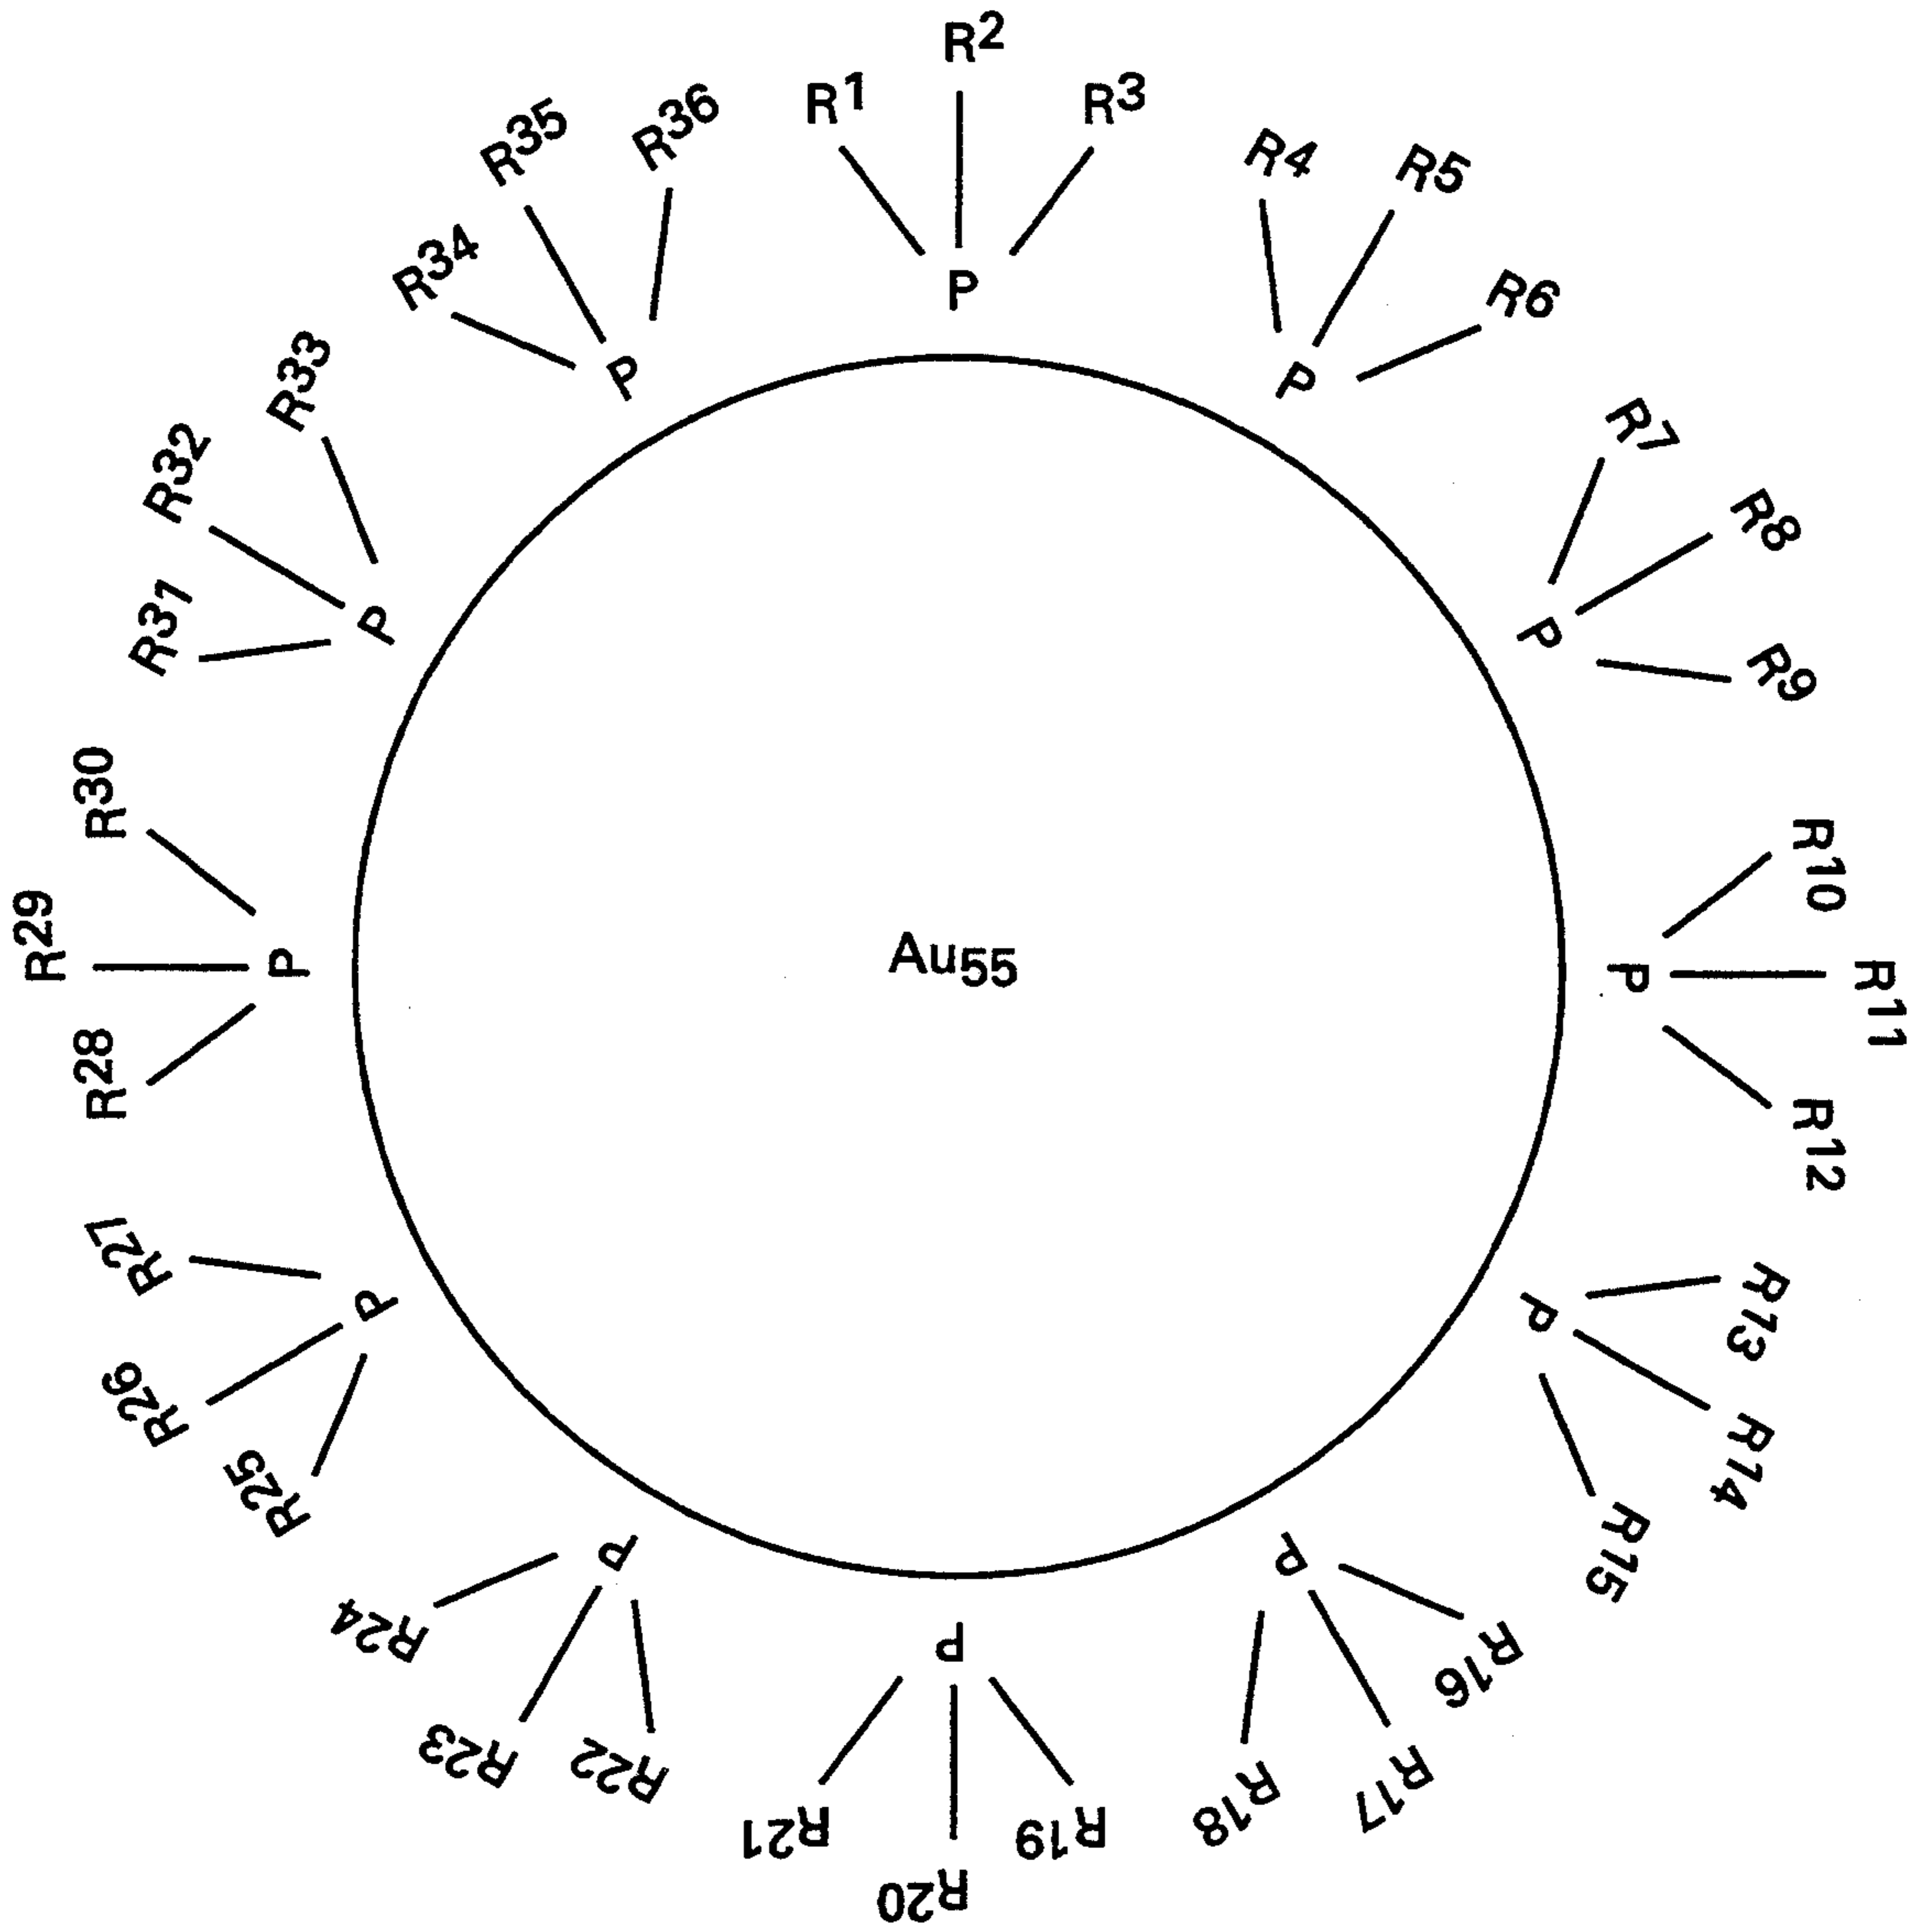 R1 R2 R3
P
R4 R5 R6
P
R7 R8 R9
P
R10 R11 R12
P
R13 R14 R15
P
R16 R17 R18
P
R19 R20 R21
P
R22 R23 R24
P
R25 R26 R27
P
R28 R29 R30
P
R31 R32 R33
P
R34 R35 R36
P
Au55